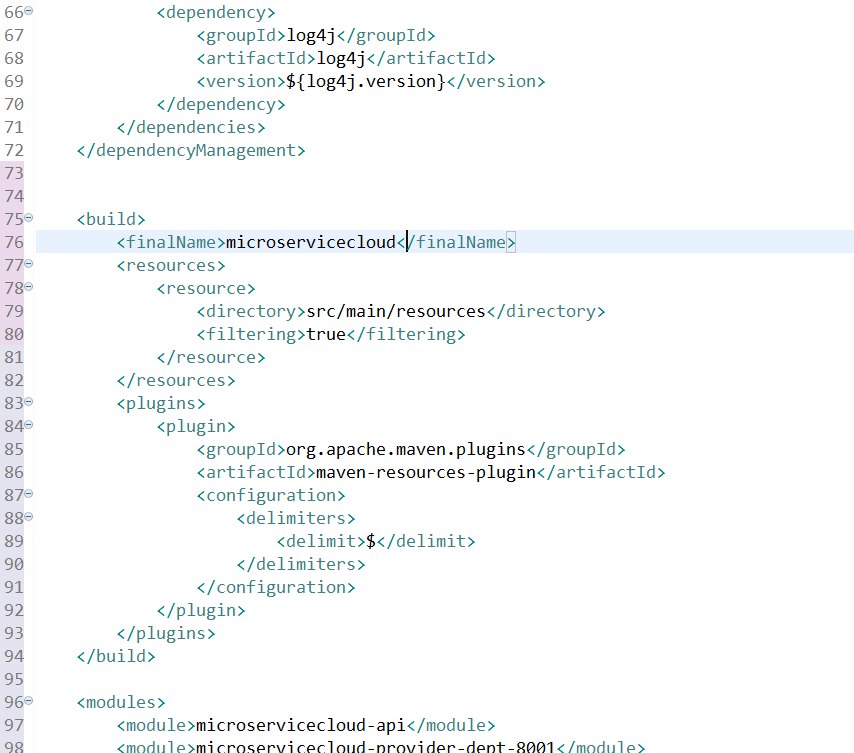 66 <dependency>
67 <groupId>log4j</groupId>
68 <artifactId>log4j</artifactId>
69 <version>${log4j.version}</version>
70 </dependency>
71 </dependencies>
72 </dependencyManagement>
73
74
75 <build>
76 <finalName>microservicecloud</finalName>
77 <resources>
78 <resource>
79 <directory>src/main/resources</directory>
80 <filtering>true</filtering>
81 </resource>
82 </resources>
83 <plugins>
84 <plugin>
85 <groupId>org.apache.maven.plugins</groupId>
86 <artifactId>maven-resources-plugin</artifactId>
87 <configuration>
88 <delimiters>
89 <delimit>$</delimit>
90 </delimiters>
91 </configuration>
92 </plugin>
93 </plugins>
94 </build>
95
96 <modules>
97 <module>microservicecloud-api</module>
98 <module>microservicecloud-provider-dept-8001</module>